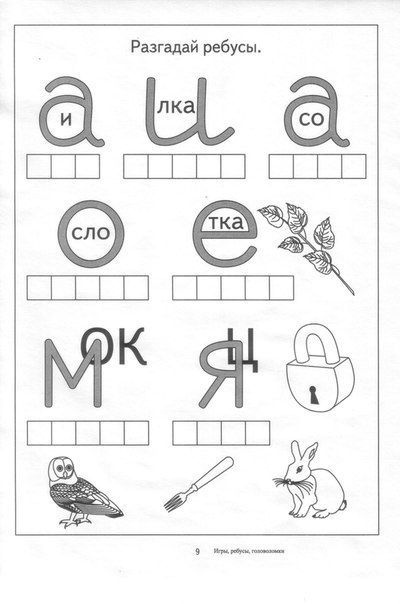 Разгадай ребусы.
а и и лка а со
о сло е тка
м ок я ц
9 Игры, ребусы, головоломки